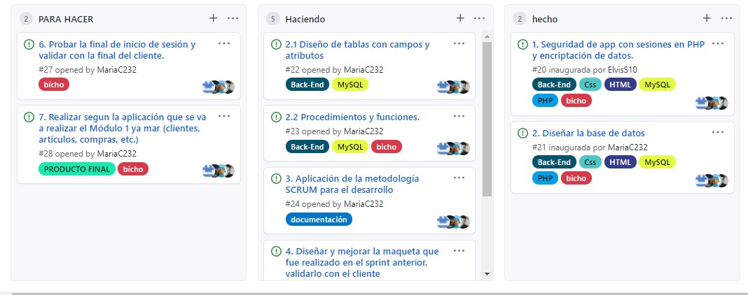 2 PARA HACER
6. Probar la final de inicio de sesión y
validar con la final del cliente.
#27 opened by MariaC232
bicho
7. Realizar segun la aplicación que se va
a realizar el Módulo 1 ya mar (clientes,
artículos, compras, etc.)
#28 opened by MariaC232
PRODUCTO FINAL bicho
5 Haciendo
2.1 Diseño de tablas con campos y
atributos
#22 opened by MariaC232
Back-End MySQL
2.2 Procedimientos y funciones.
#23 opened by MariaC232
Back-End MySQL bicho
3. Aplicación de la metodología
SCRUM para el desarrollo
#24 opened by MariaC232
documentación
4. Diseñar y mejorar la maqueta que
fue realizado en el sprint anterior,
validarlo con el cliente
2 hecho
1. Seguridad de app con sesiones en PHP
y encriptación de datos.
#20 inaugurada por ElvisS10
Back-End Css HTML MySQL
PHP bicho
2. Diseñar la base de datos
#21 inaugurada por MariaC232
Back-End Css HTML MySQL
PHP bicho